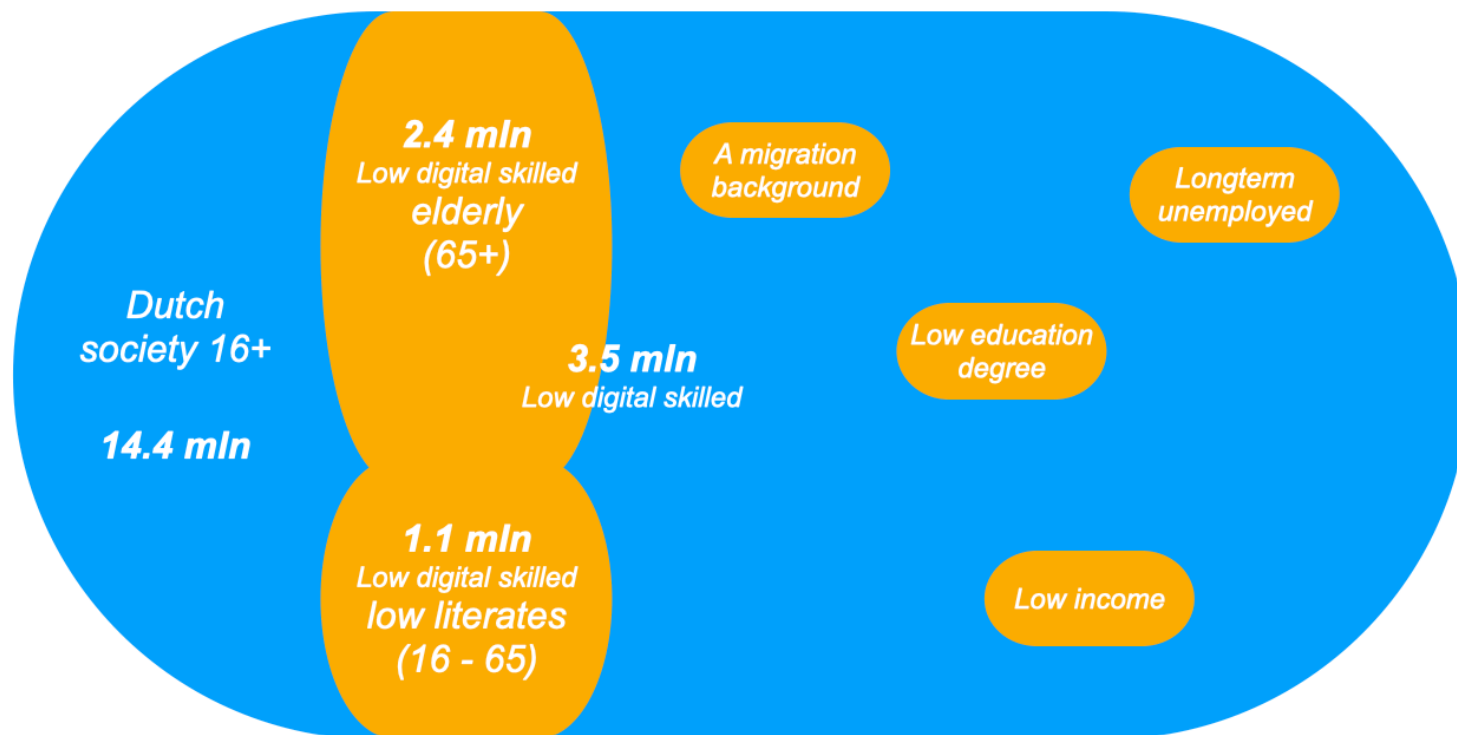 Dutch
society 16+
14.4 mln
2.4 mln
Low digital skilled
elderly
(65+)
3.5 mln
Low digital skilled
1.1 mln
Low digital skilled
low literates
(16 - 65)
A migration
background
Longterm
unemployed
Low education
degree
Low income